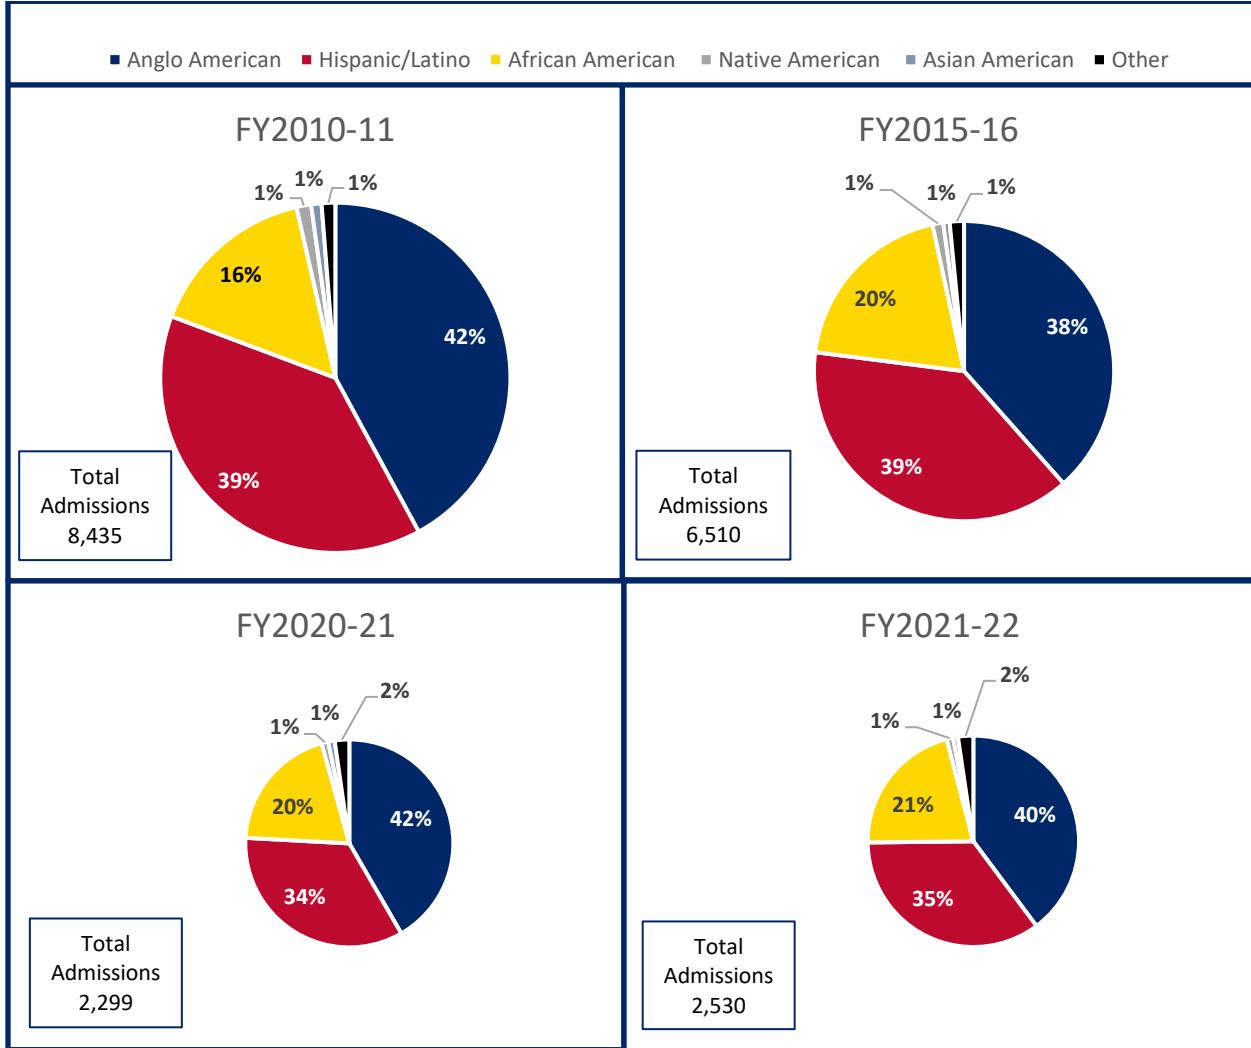 Anglo American Hispanic/Latino African American Native American Asian American Other
FY2010-11
1% 1% 1%
16%
42%
39%
Total
Admissions
8,435
FY2015-16
1% 1% 1%
20%
38%
39%
Total
Admissions
6,510
FY2020-21
1% 1% 2%
20%
42%
34%
Total
Admissions
2,299
FY2021-22
1% 1% 2%
21%
40%
35%
Total
Admissions
2,530